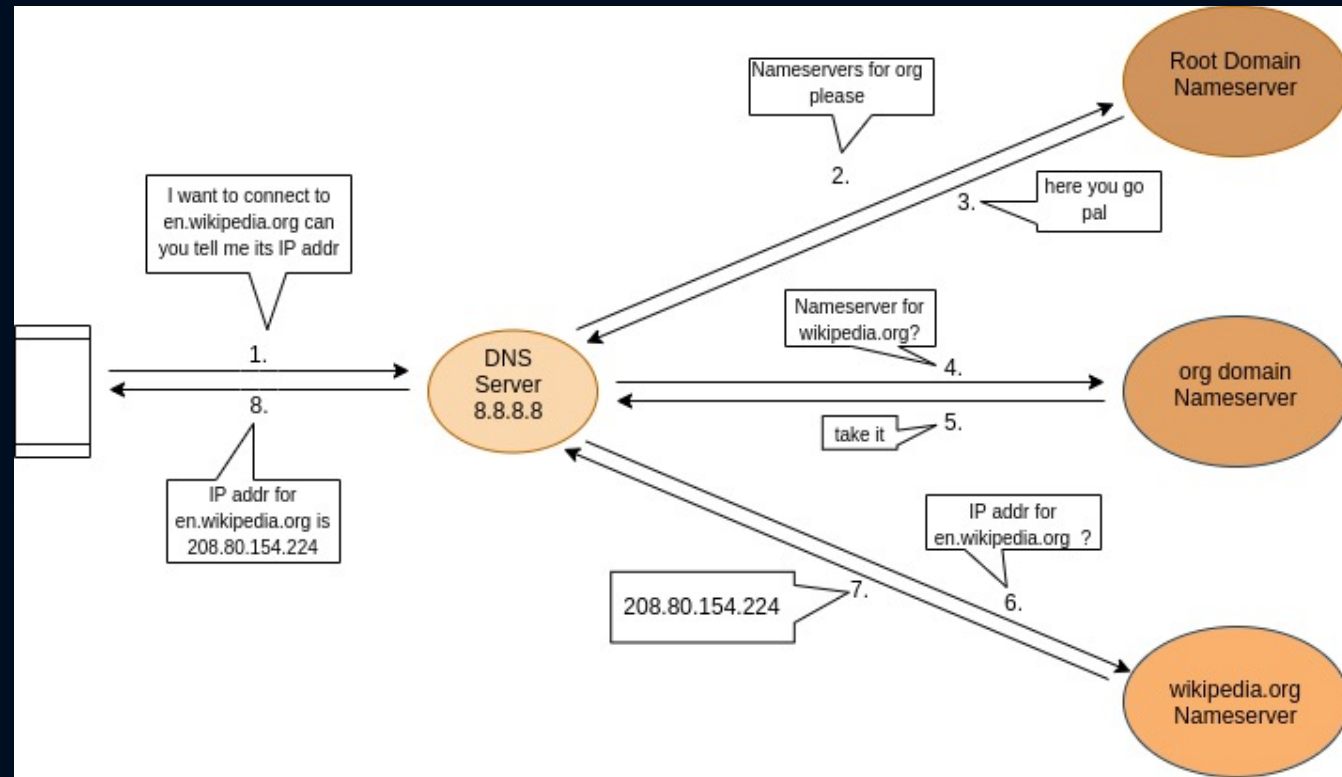 Root Domain
Nameserver
Nameservers for org
please
2.
here you go
pal
3.
I want to connect to
en.wikipedia.org can
you tell me its IP addr
1.
8.
DNS
Server
8.8.8.8
Nameserver for
wikipedia.org?
4.
org domain
Nameserver
take it
5.
IP addr for
en.wikipedia.org is
208.80.154.224
IP addr for
en.wikipedia.org ?
6.
208.80.154.224
7.
wikipedia.org
Nameserver